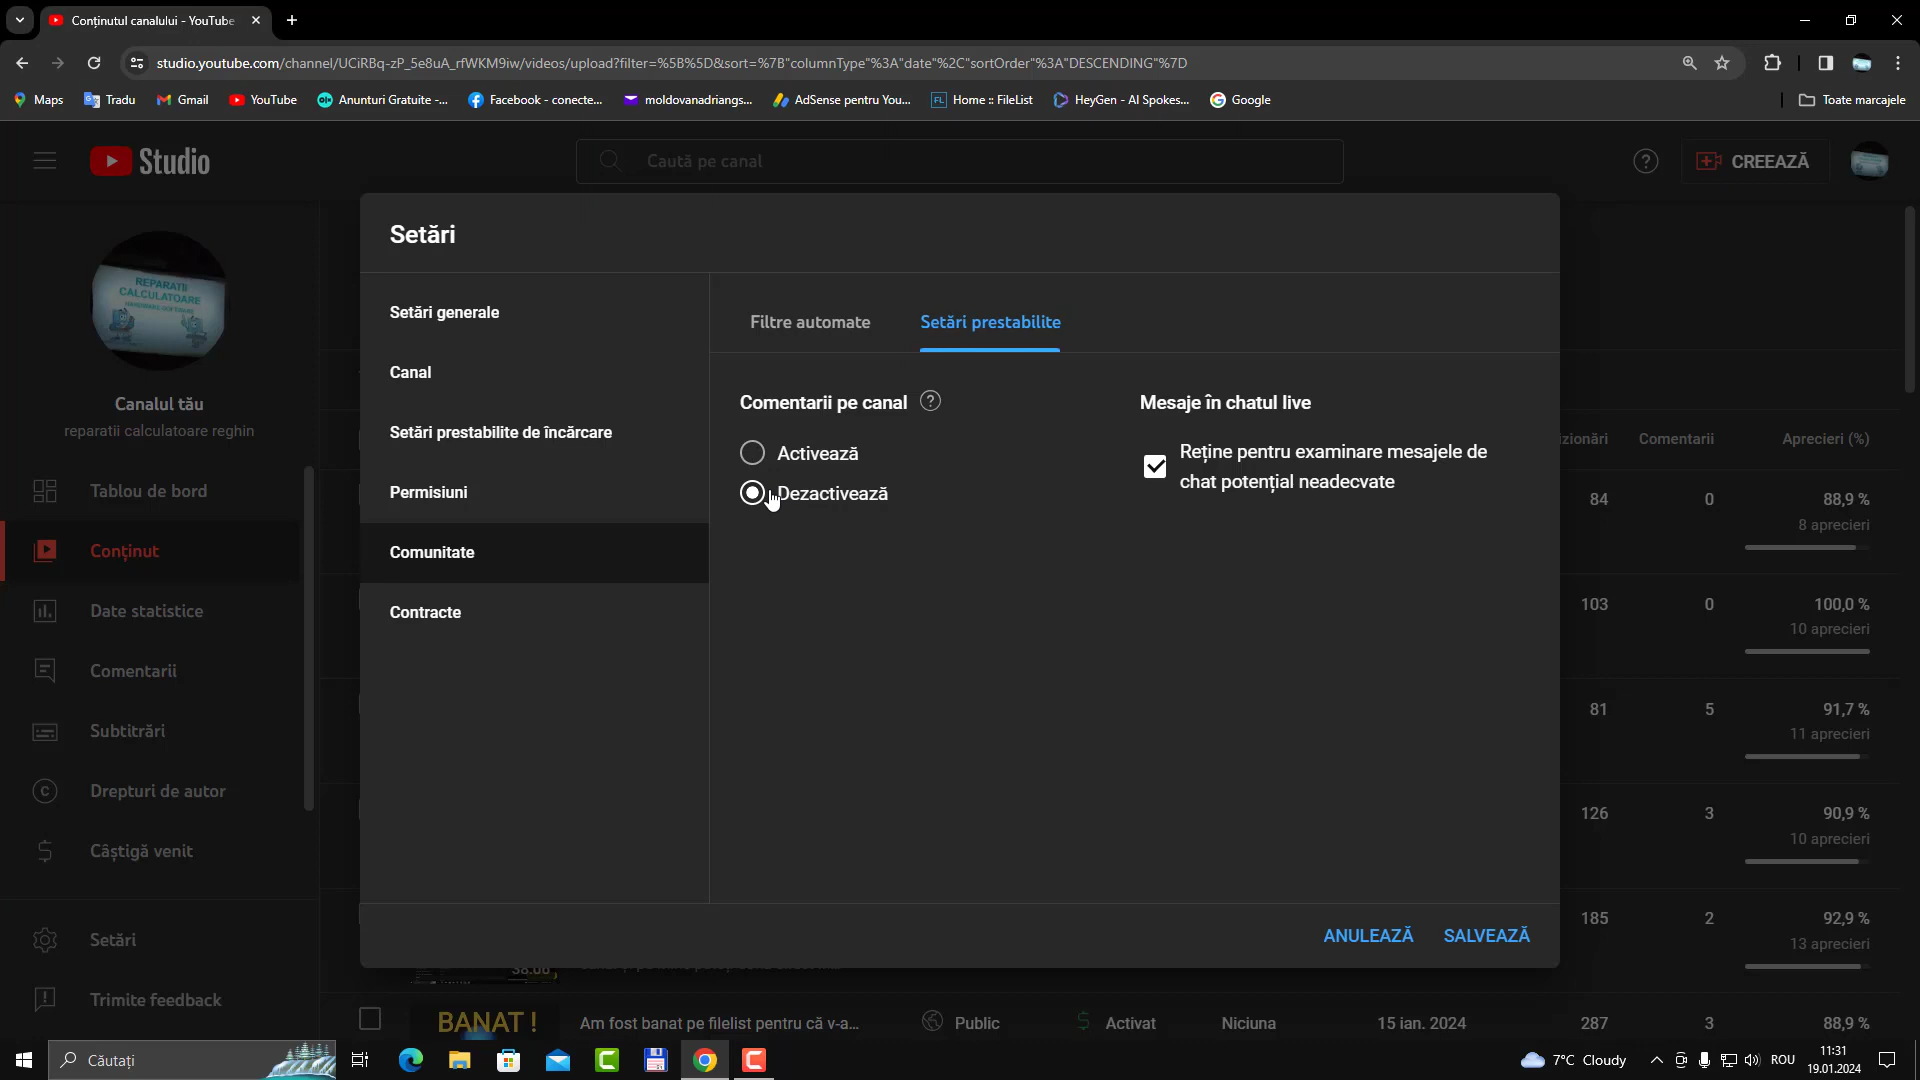 Conținutul canalului - YouTube
studio.youtube.com/channel/UCiRBq-zP_5e8uA_rfWKM9iw/videos/upload?filter=%5B%5D&sort=%7B"columnType"%3A"date"%2C"sortOrder"%3A"DESCENDING"%7D
Maps
Tradu
Gmail
YouTube
Anunturi Gratuite -...
Facebook - conecte...
moldovanadriangs...
AdSense pentru You...
FL
Home :: FileList
HeyGen - AI Spokes...
Google
Toate marcajele
Studio
Caută pe canal
CREEAZĂ
REPARATII
CALCULATOARE
Canalul tău
reparatii calculatoare reghin
Tablou de bord
Conținut
Date statistice
Comentarii
Subtitrări
Drepturi de autor
Câștigă venit
Setări
Trimite feedback
Setări
Setări generale
Canal
Setări prestabilite de încărcare
Permisiuni
Comunitate
Contracte
Filtre automate
Setări prestabilite
Comentarii pe canal
Activează
Dezactivează
Mesaje în chatul live
Reține pentru examinare mesajele de
chat potențial neadecvate
ANULEAZĂ
SALVEAZĂ
zionări
Comentarii
Aprecieri (%)
84
0
88,9 %
8 aprecieri
103
0
100,0 %
10 aprecieri
81
5
91,7 %
11 aprecieri
126
3
90,9 %
10 aprecieri
185
2
92,9 %
13 aprecieri
BANAT !
Am fost banat pe filelist pentru că v-a...
Public
Activat
Niciuna
15 ian. 2024
287
3
88,9 %
Căutați
7°C Cloudy
ROU
11:31
19.01.2024